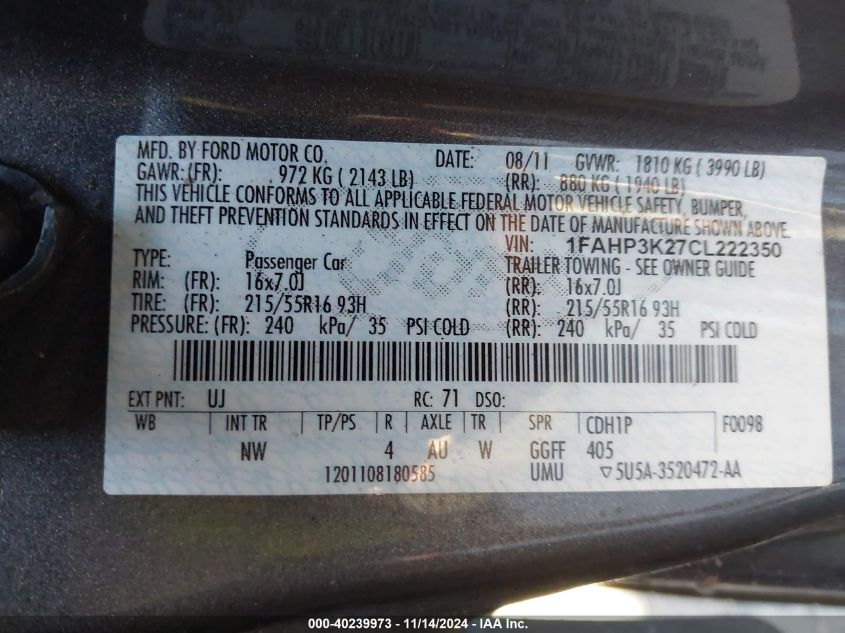 MFD. BY FORD MOTOR CO. DATE: 08/11 GVWR: 1810 KG ( 3990 LB)
GAWR: (FR): 972 KG ( 2143 LB) (RR): 880 KG ( 1940 LB)
THIS VEHICLE CONFORMS TO ALL APPLICABLE FEDERAL MOTOR VEHICLE SAFETY, BUMPER,
AND THEFT PREVENTION STANDARDS IN EFFECT ON THE DATE OF MANUFACTURE SHOWN ABOVE.
VIN: 1FAHP3K27CL222350
TYPE: Passenger Car TRAILER TOWING - SEE OWNER GUIDE
RIM: (FR): 16x7.0J (RR): 16x7.0J
TIRE: (FR): 215/55R16 93H (RR): 215/55R16 93H
PRESSURE: (FR): 240 kPa/ 35 PSI COLD (RR): 240 kPa/ 35 PSI COLD
EXT PNT: UJ RC: 71 DSO:
WB INT TR TP/PS R AXLE TR SPR CDH1P F0098
NW 4 AU W GGFF 405
1201108180585 UMU ▽5U5A-3520472-AA
000-40239973 - 11/14/2024 - IAA Inc.